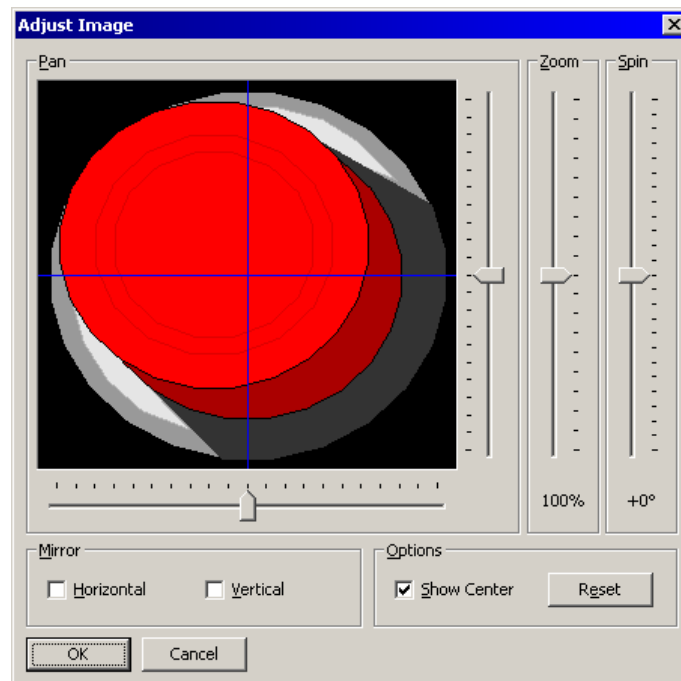 Adjust Image
Pan
Zoom
Spin
100%
+0°
Mirror
Horizontal
Vertical
Options
Show Center
Reset
OK
Cancel